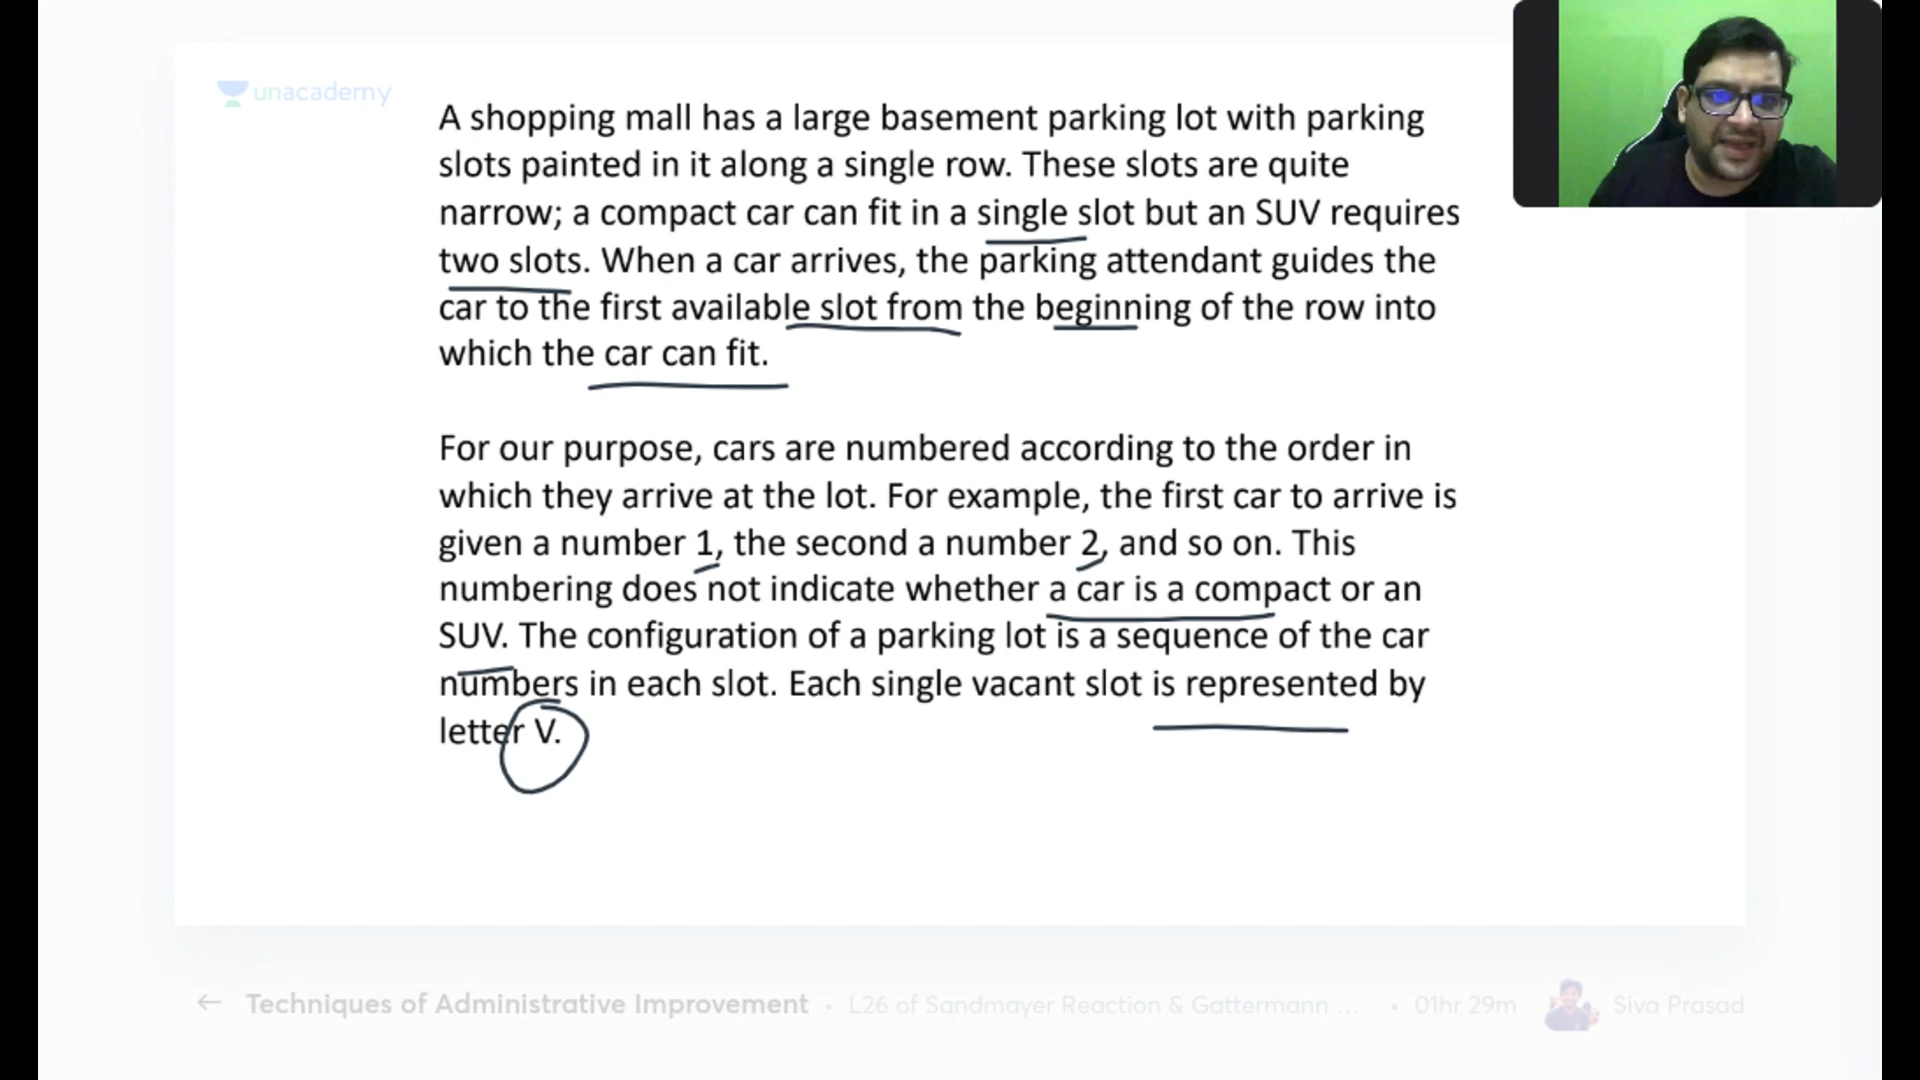 unacademy
A shopping mall has a large basement parking lot with parking
slots painted in it along a single row. These slots are quite
narrow; a compact car can fit in a single slot but an SUV requires
two slots. When a car arrives, the parking attendant guides the
car to the first available slot from the beginning of the row into
which the car can fit.
For our purpose, cars are numbered according to the order in
which they arrive at the lot. For example, the first car to arrive is
given a number 1, the second a number 2, and so on. This
numbering does not indicate whether a car is a compact or an
SUV. The configuration of a parking lot is a sequence of the car
numbers in each slot. Each single vacant slot is represented by
letter V.
← Techniques of Administrative Improvement • L26 of Sandmayer Reaction & Gattermann ... • 01hr 29m Siva Prasad